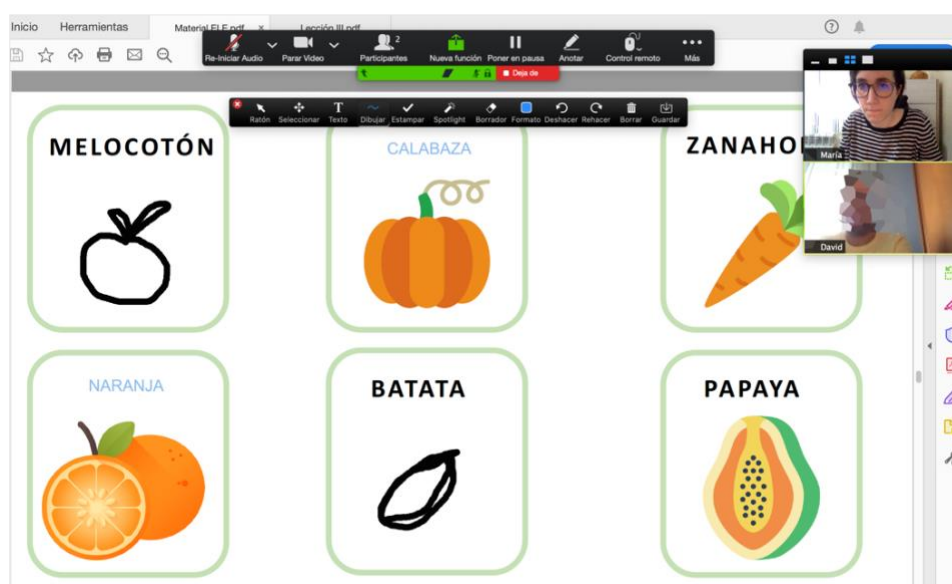 Inicio Herramientas Material ELE.pdf × Lección III.pdf
Re-Iniciar Audio Parar Video Participantes 2 Nueva función Poner en pausa Anotar Control remoto Más
Deja de
Ratón Seleccionar Texto Dibujar Estampar Spotlight Borrador Formato Deshacer Rehacer Borrar Guardar
MELOCOTÓN
CALABAZA
María
David
NARANJA
BATATA
PAPAYA